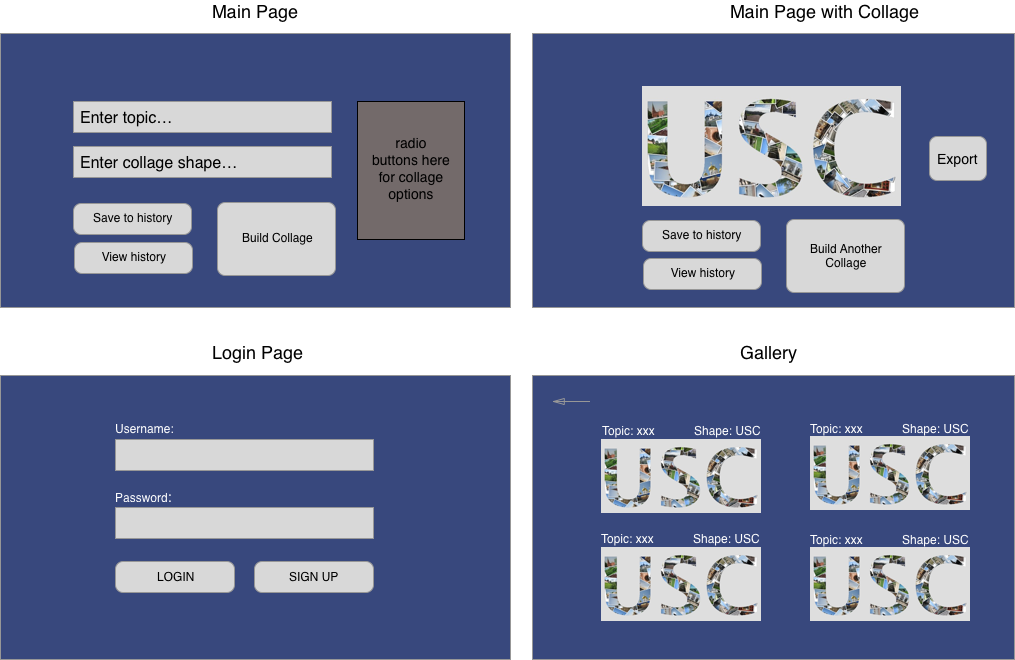 Main Page
Enter topic…
Enter collage shape…
radio
buttons here
for collage
options
Save to history
View history
Build Collage
Main Page with Collage
USC
Export
Save to history
View history
Build Another
Collage
Login Page
Username:
Password:
LOGIN
SIGN UP
Gallery
Topic: xxx
Shape: USC
USC
Topic: xxx
Shape: USC
USC
Topic: xxx
Shape: USC
USC
Topic: xxx
Shape: USC
USC